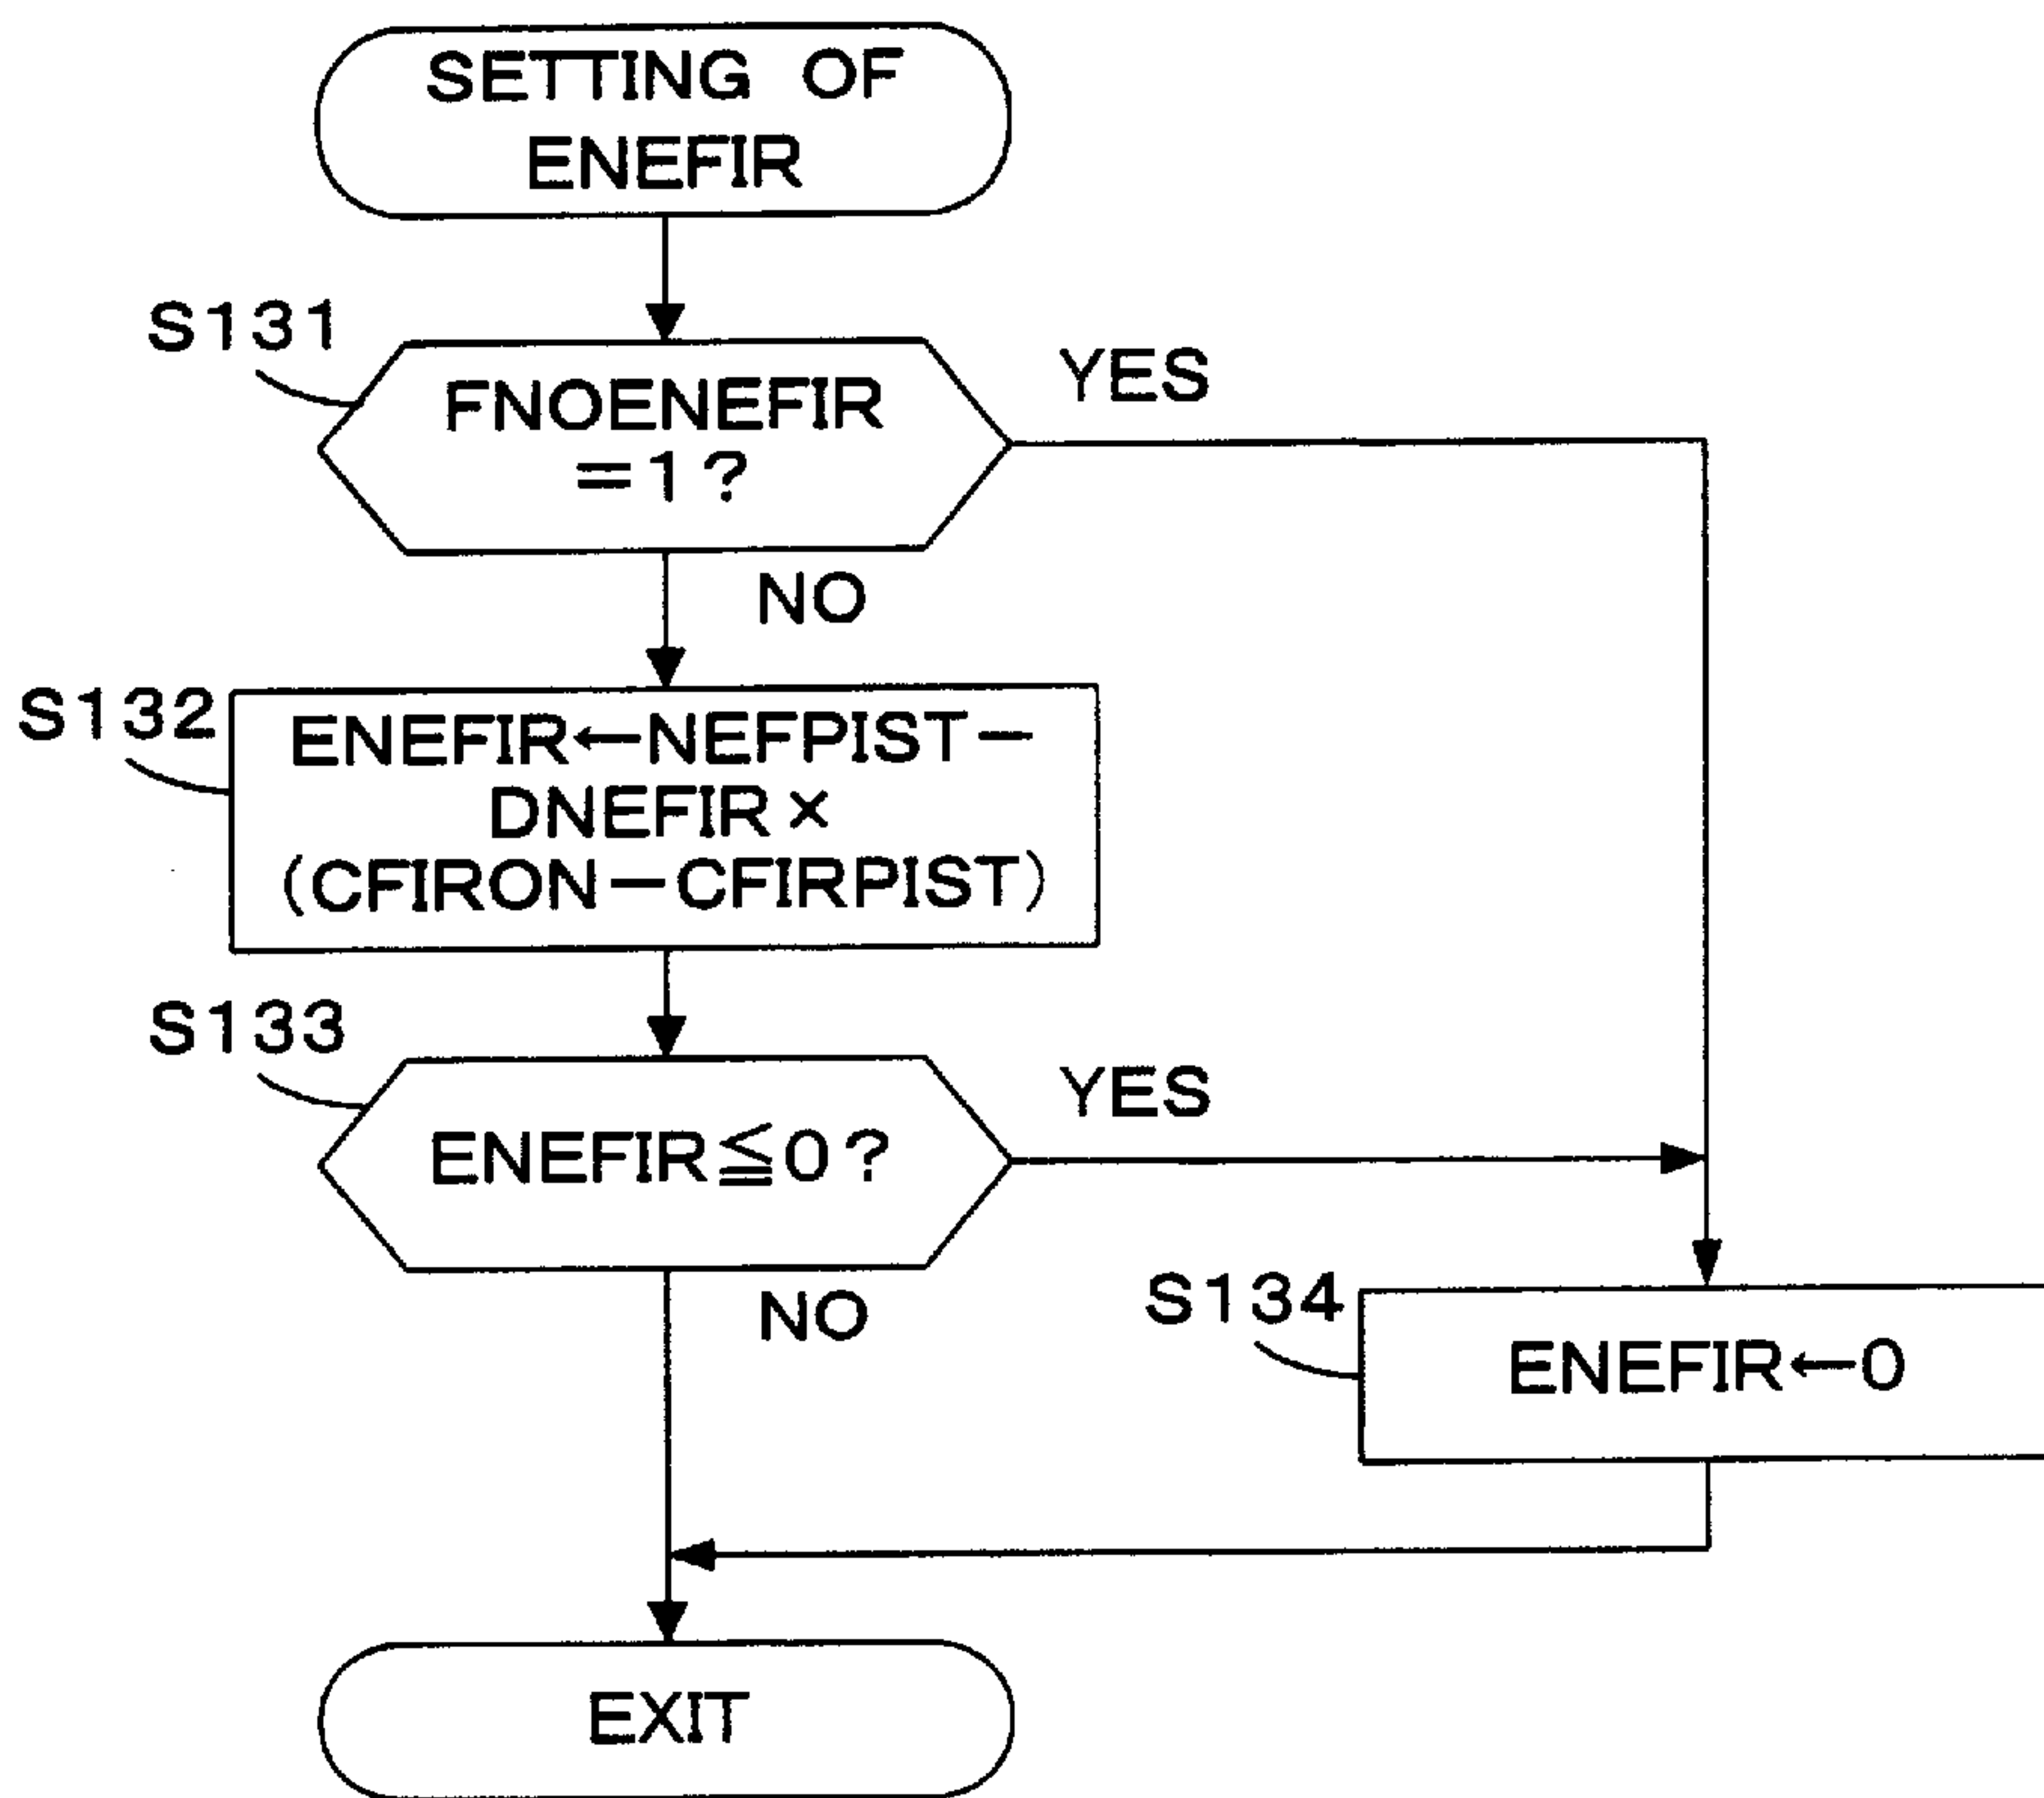 SETTING OF
ENEFIR
S131
FNOENEFIR
=1?
YES
NO
S132
ENEFIR←NEFPIST−
DNEFIR×
(CFIRON−CFIRPIST)
S133
ENEFIR≦0?
YES
NO
S134
ENEFIR←0
EXIT